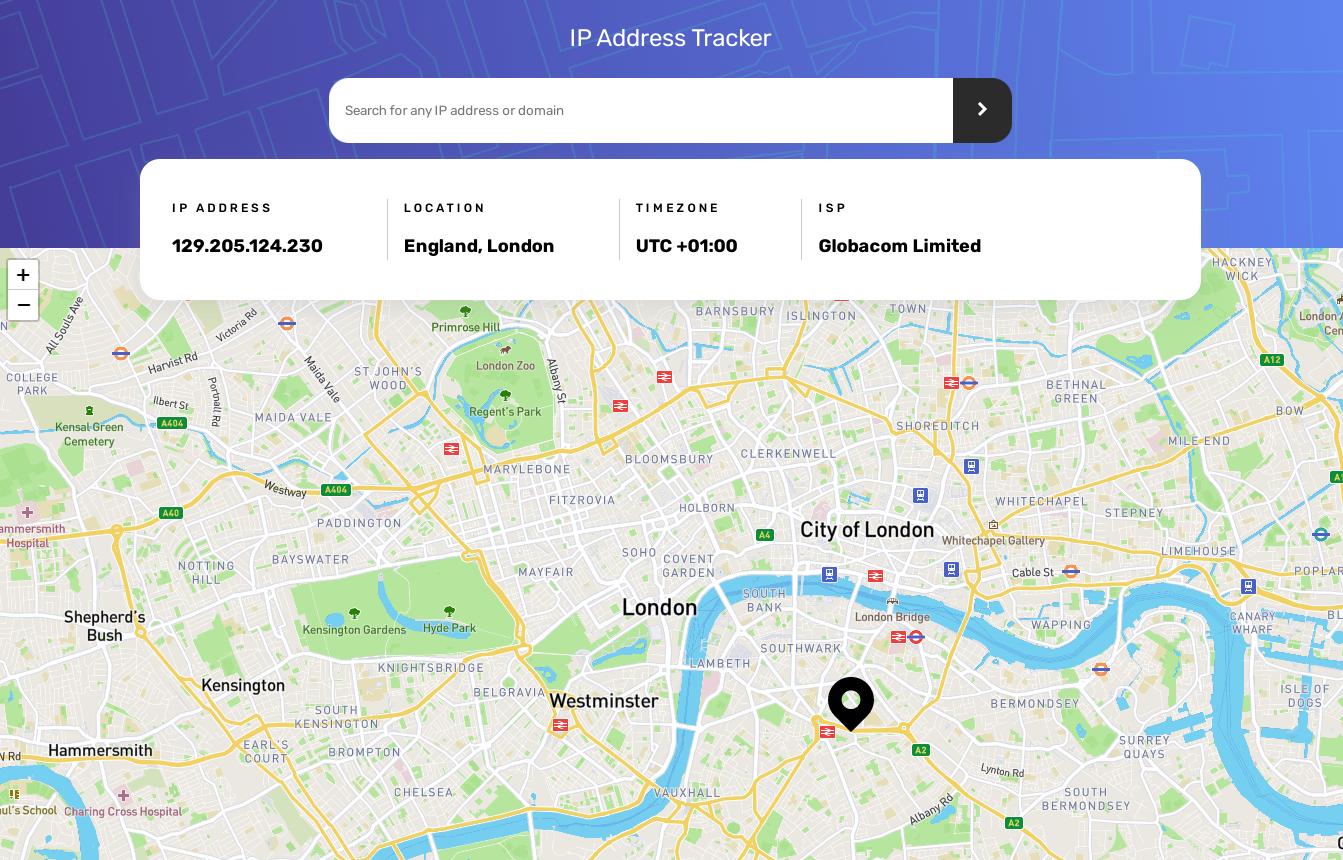 IP Address Tracker
Search for any IP address or domain
IP ADDRESS
LOCATION
TIMEZONE
ISP
129.205.124.230
England, London
UTC +01:00
Globacom Limited
+
−
HACKNEY
WICK
All Souls Ave
Victoria Rd
Primrose Hill
BARNSBURY
ISLINGTON
TOWN
London
Harvist Rd
Maida Vale
London Zoo
Albany St
A12
COLLEGE
PARK
ST JOHN'S
WOOD
BETHNAL
GREEN
Ilbert St
Portnall Rd
MAIDA VALE
Regent's Park
BOW
Kensal Green
Cemetery
A404
SHOREDITCH
MILE END
MARYLEBONE
BLOOMSBURY
CLERKENWELL
Westway
A404
FITZROVIA
HOLBORN
WHITECHAPEL
STEPNEY
A40
ammersmith
Hospital
PADDINGTON
A4
City of London
Whitechapel Gallery
BAYSWATER
SOHO
COVENT
GARDEN
LIMEHOUSE
NOTTING
HILL
MAYFAIR
Cable St
POPLAR
London
SOUTH
BANK
Shepherd's
Bush
Kensington Gardens
Hyde Park
London Bridge
WAPPING
CANARY
WHARF
BL
KNIGHTSBRIDGE
LAMBETH
SOUTHWARK
Kensington
BELGRAVIA
Westminster
BERMONDSEY
ISLE OF
DOGS
SOUTH
KENSINGTON
EARL'S
COURT
BROMPTON
Hammersmith
N Rd
A2
SURREY
QUAYS
Lynton Rd
CHELSEA
VAUXHALL
SOUTH
BERMONDSEY
ul's School
Charing Cross Hospital
Albany Rd
A2